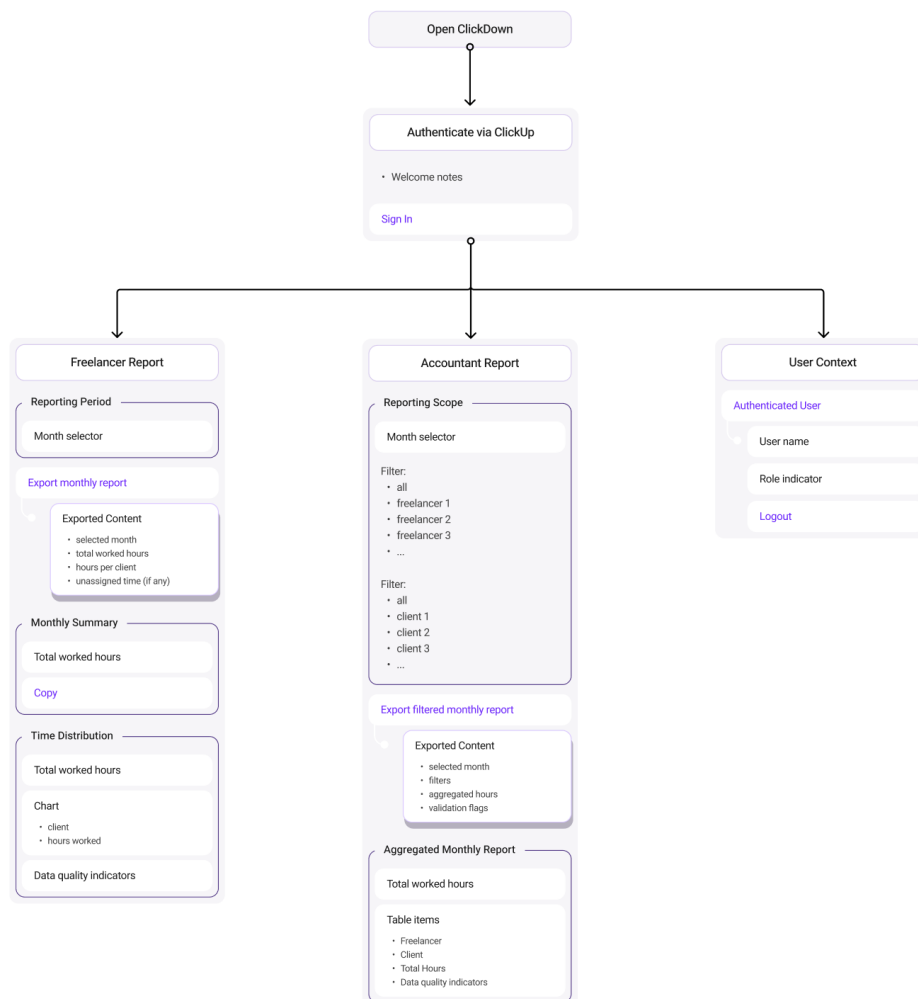 Open ClickDown
Authenticate via ClickUp
• Welcome notes
Sign In
Freelancer Report
Reporting Period
Month selector
Export monthly report
Exported Content
• selected month
• total worked hours
• hours per client
• unassigned time (if any)
Monthly Summary
Total worked hours
Copy
Time Distribution
Total worked hours
Chart
• client
• hours worked
Data quality indicators
Accountant Report
Reporting Scope
Month selector
Filter:
• all
• freelancer 1
• freelancer 2
• freelancer 3
• ...
Filter:
• all
• client 1
• client 2
• client 3
• ...
Export filtered monthly report
Exported Content
• selected month
• filters
• aggregated hours
• validation flags
Aggregated Monthly Report
Total worked hours
Table items
• Freelancer
• Client
• Total Hours
• Data quality indicators
User Context
Authenticated User
User name
Role indicator
Logout